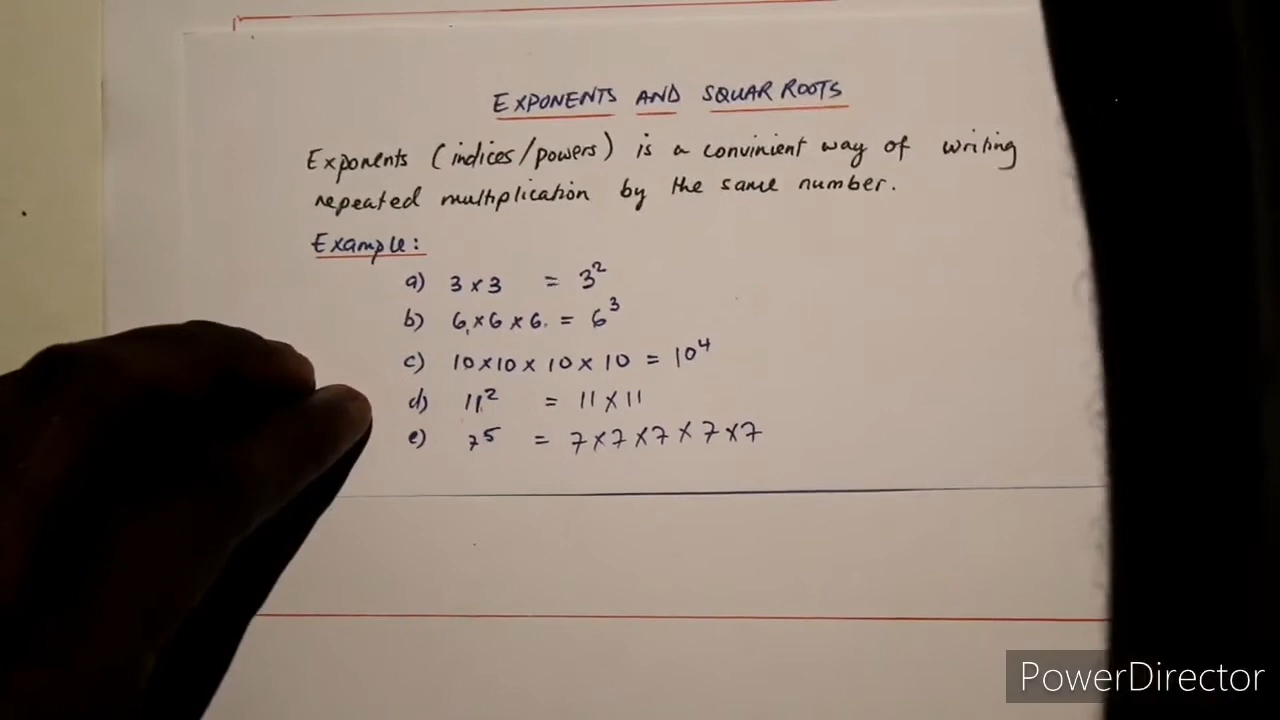 EXPONENTS AND SQUAR ROOTS
Exponents (indices/powers) is a convinient way of writing
repeated multiplication by the same number.
Example:
a) 3 × 3 = 3²
b) 6 × 6 × 6 = 6³
c) 10 × 10 × 10 × 10 = 10⁴
d) 11² = 11 × 11
e) 7⁵ = 7 × 7 × 7 × 7 × 7
PowerDirector